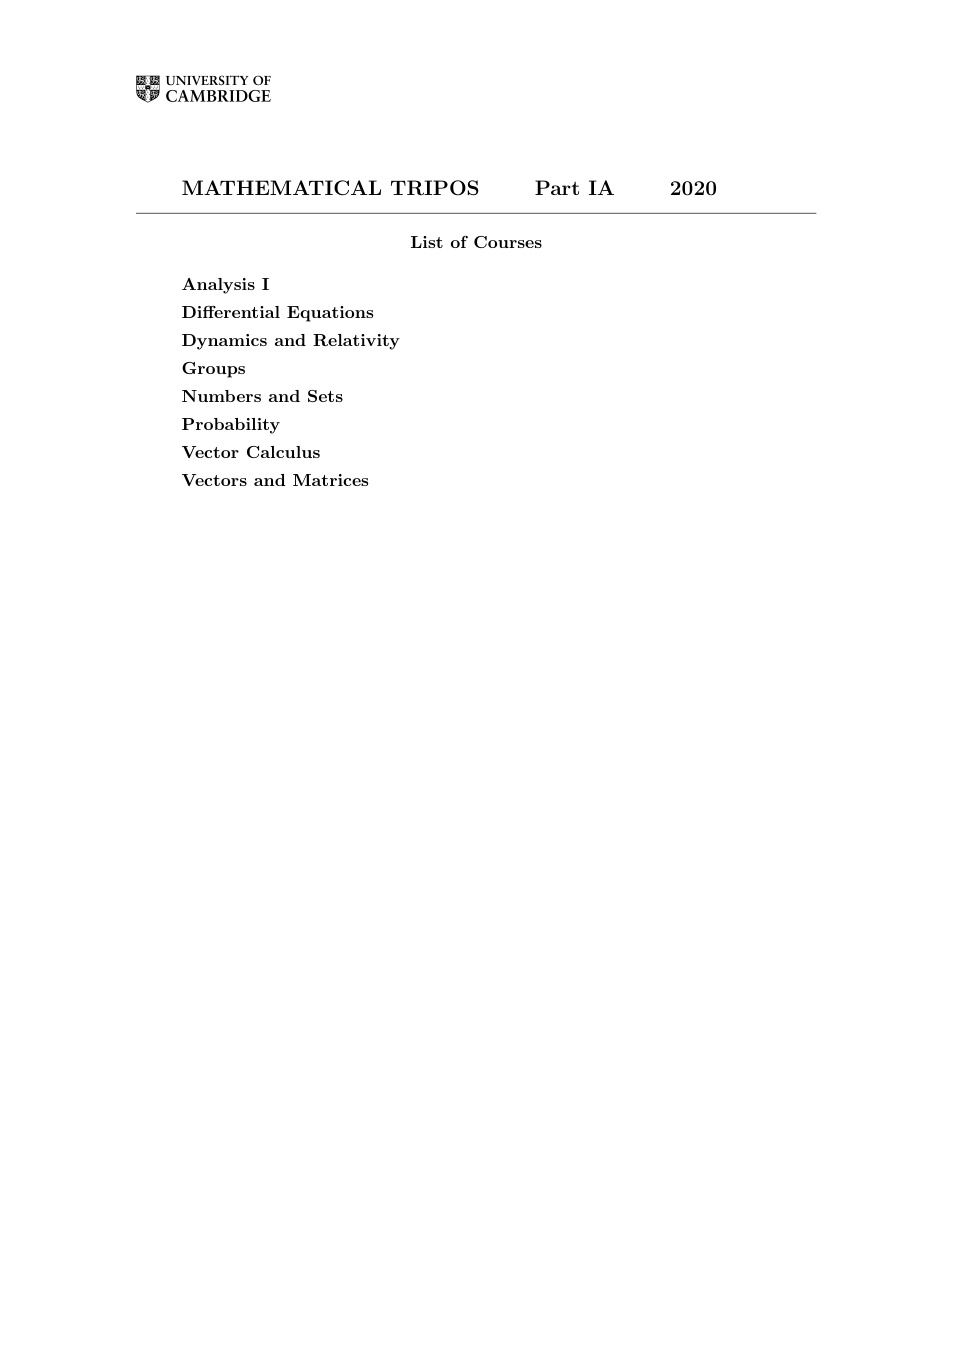 UNIVERSITY OF
CAMBRIDGE
MATHEMATICAL TRIPOS Part IA 2020
List of Courses
Analysis I
Differential Equations
Dynamics and Relativity
Groups
Numbers and Sets
Probability
Vector Calculus
Vectors and Matrices